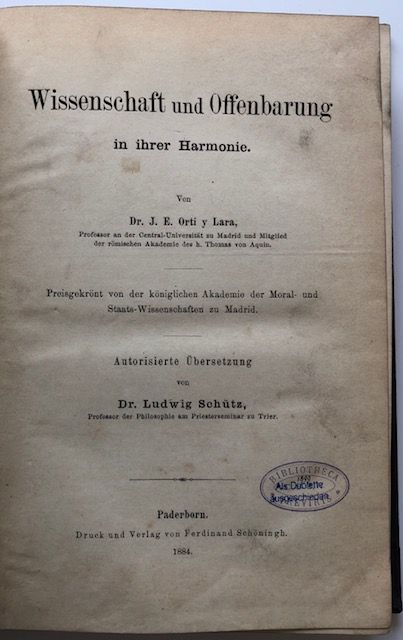 Wissenschaft und Offenbarung
in ihrer Harmonie.
Von
Dr. J. E. Orti y Lara,
Professor an der Central-Universität zu Madrid und Mitglied
der römischen Akademie des h. Thomas von Aquin.
Preisgekrönt von der königlichen Akademie der Moral- und
Staats-Wissenschaften zu Madrid.
Autorisierte Übersetzung
von
Dr. Ludwig Schütz,
Professor der Philosophie am Priesterseminar zu Trier.
BIBLIOTHECA
Als Dublette
ausgeschieden
TREVIRIS
Paderborn.
Druck und Verlag von Ferdinand Schöningh.
1884.